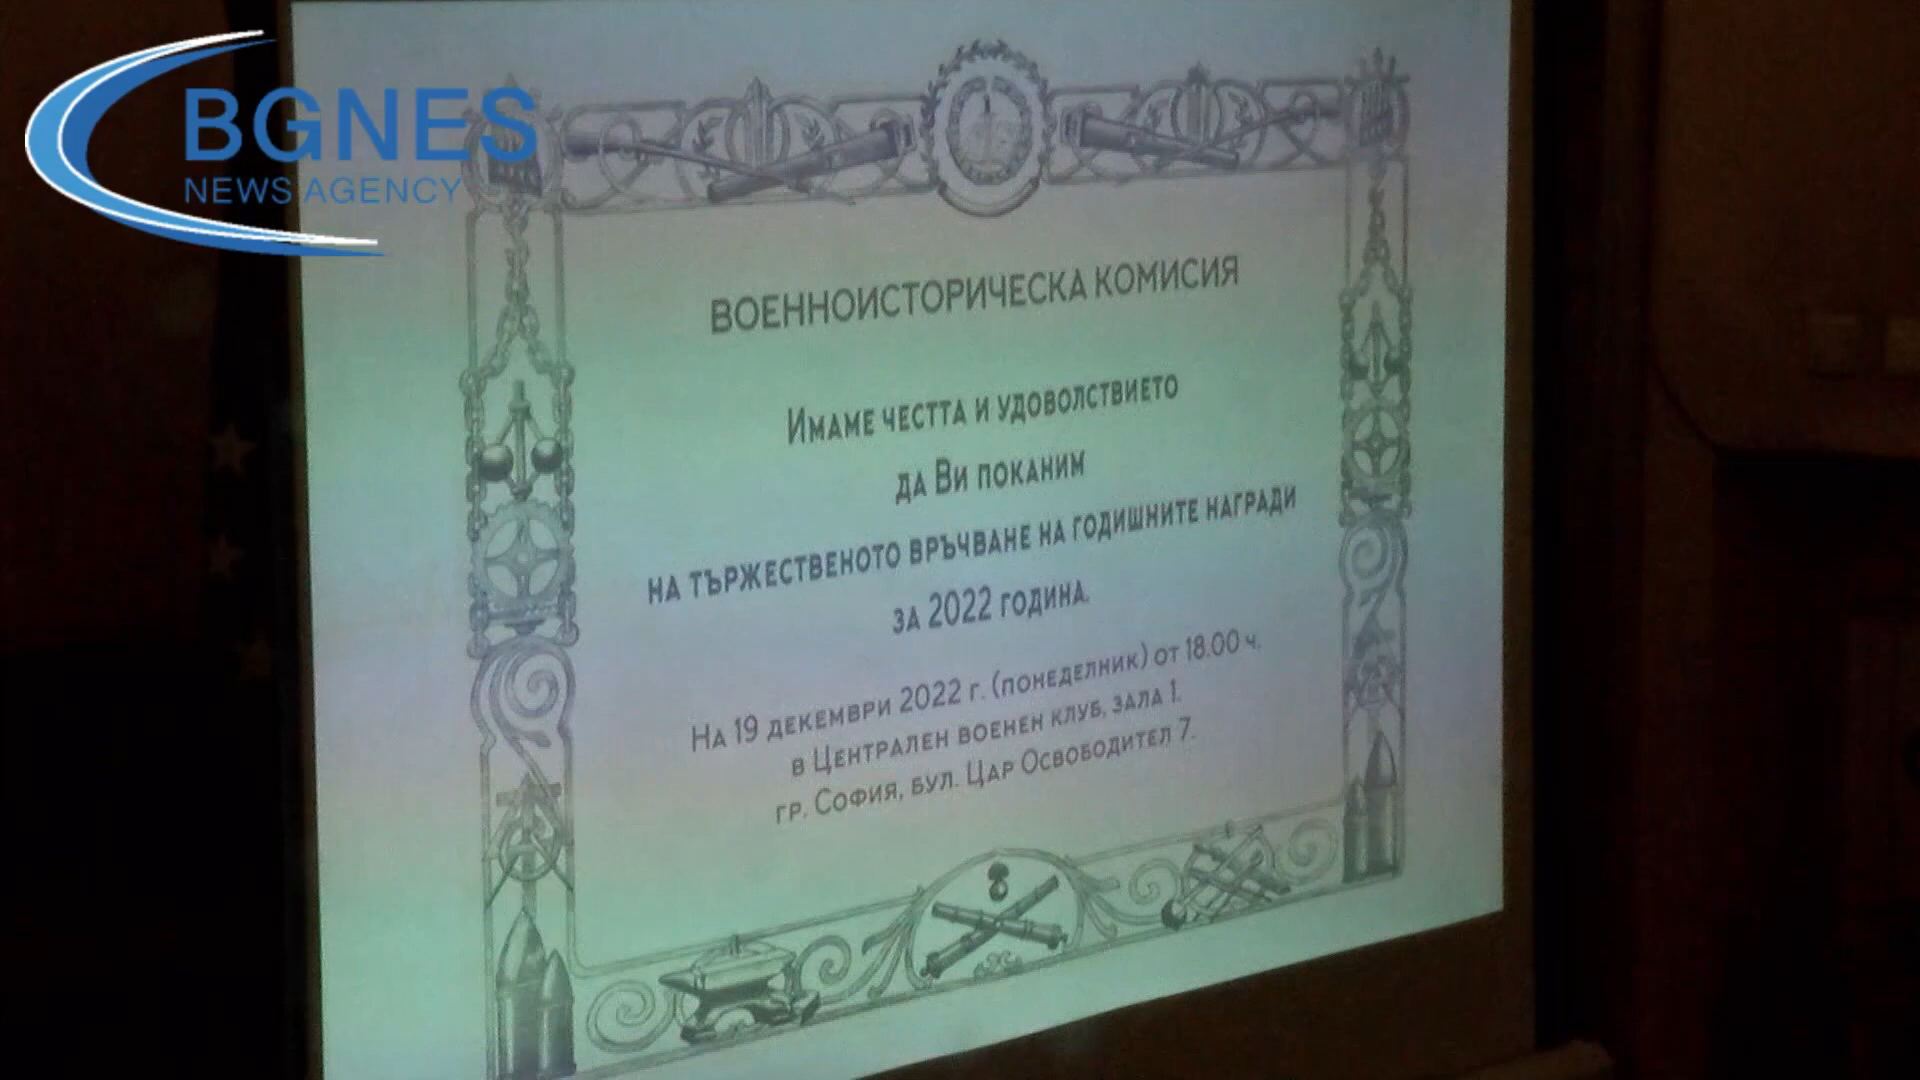 BGNES
NEWS AGENCY
ВОЕННОИСТОРИЧЕСКА КОМИСИЯ
Имаме честта и удоволствието
да Ви поканим
на тържественото връчване на годишните награди
за 2022 година.
На 19 декември 2022 г. (понеделник) от 18.00 ч.
в Централен военен клуб, зала 1.
гр. София, бул. Цар Освободител 7.